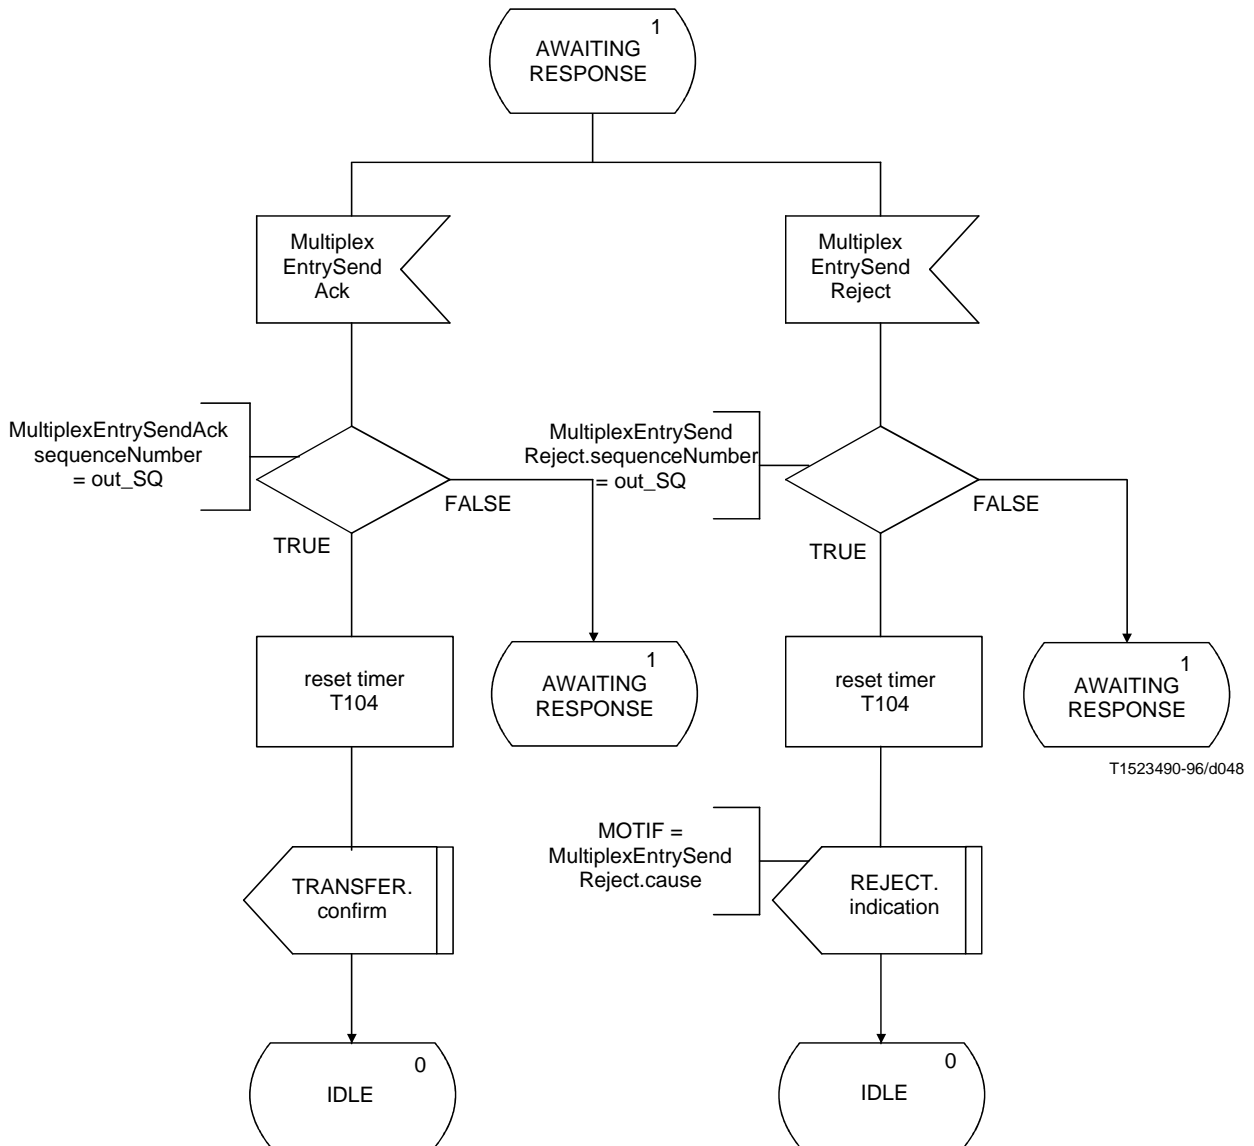 1
AWAITING
RESPONSE
Multiplex
EntrySend
Ack
Multiplex
EntrySend
Reject
MultiplexEntrySendAck
sequenceNumber
= out_SQ
FALSE
TRUE
MultiplexEntrySend
Reject.sequenceNumber
= out_SQ
FALSE
TRUE
reset timer
T104
1
AWAITING
RESPONSE
reset timer
T104
1
AWAITING
RESPONSE
T1523490-96/d048
TRANSFER.
confirm
MOTIF =
MultiplexEntrySend
Reject.cause
REJECT.
indication
0
IDLE
0
IDLE